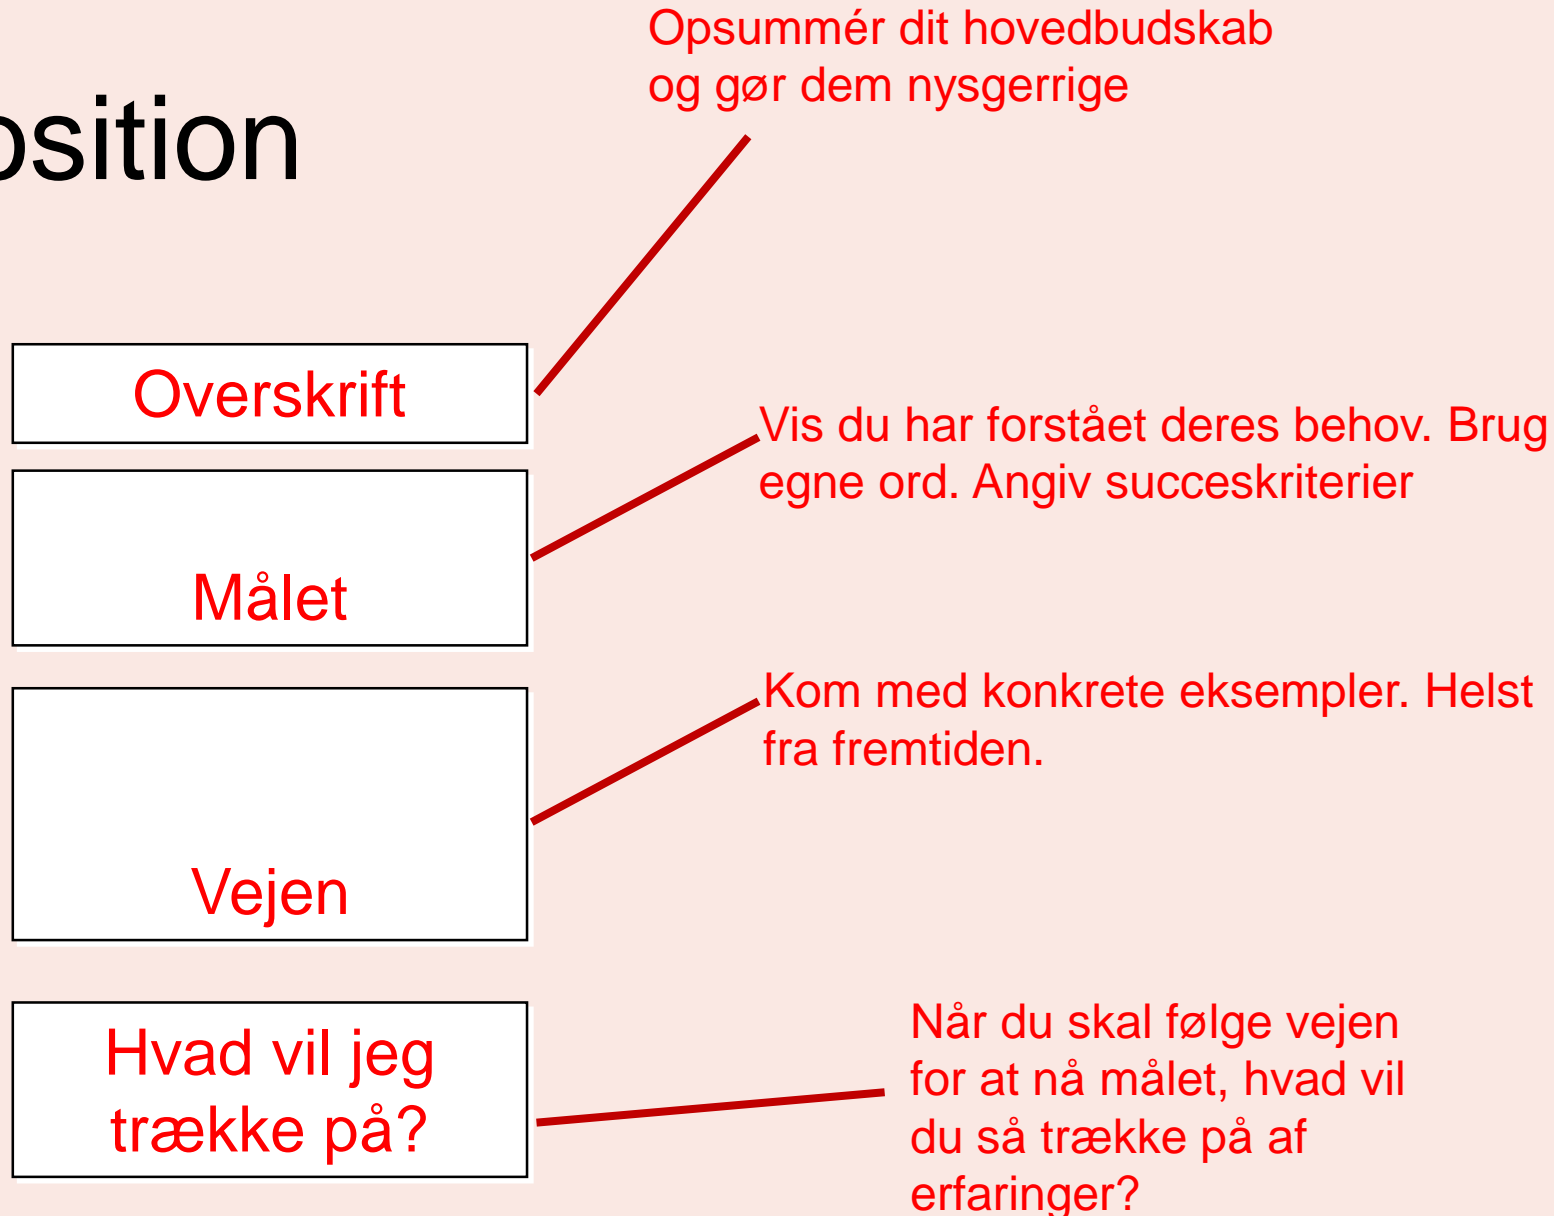 Opsummér dit hovedbudskab
og gør dem nysgerrige
osition
Overskrift
Vis du har forstået deres behov. Brug
egne ord. Angiv succeskriterier
Målet
Kom med konkrete eksempler. Helst
fra fremtiden.
Vejen
Hvad vil jeg
trække på?
Når du skal følge vejen
for at nå målet, hvad vil
du så trække på af
erfaringer?